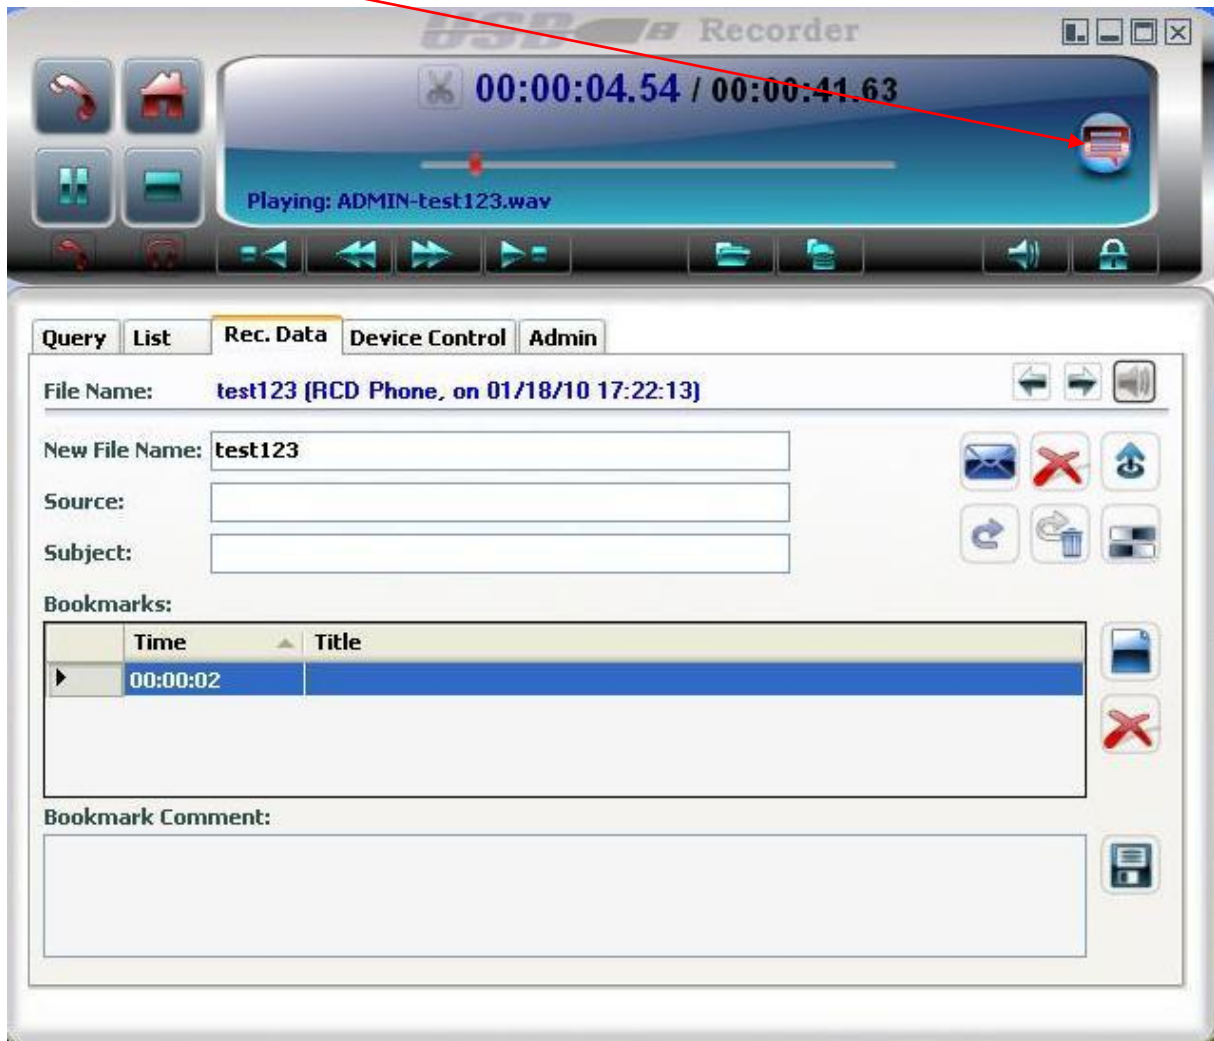 USB Recorder
00:00:04.54 / 00:00:41.63
Playing: ADMIN-test123.wav
Query List Rec. Data Device Control Admin
File Name: test123 (RCD Phone, on 01/18/10 17:22:13)
New File Name: test123
Source:
Subject:
Bookmarks:
Time Title
00:00:02
Bookmark Comment: